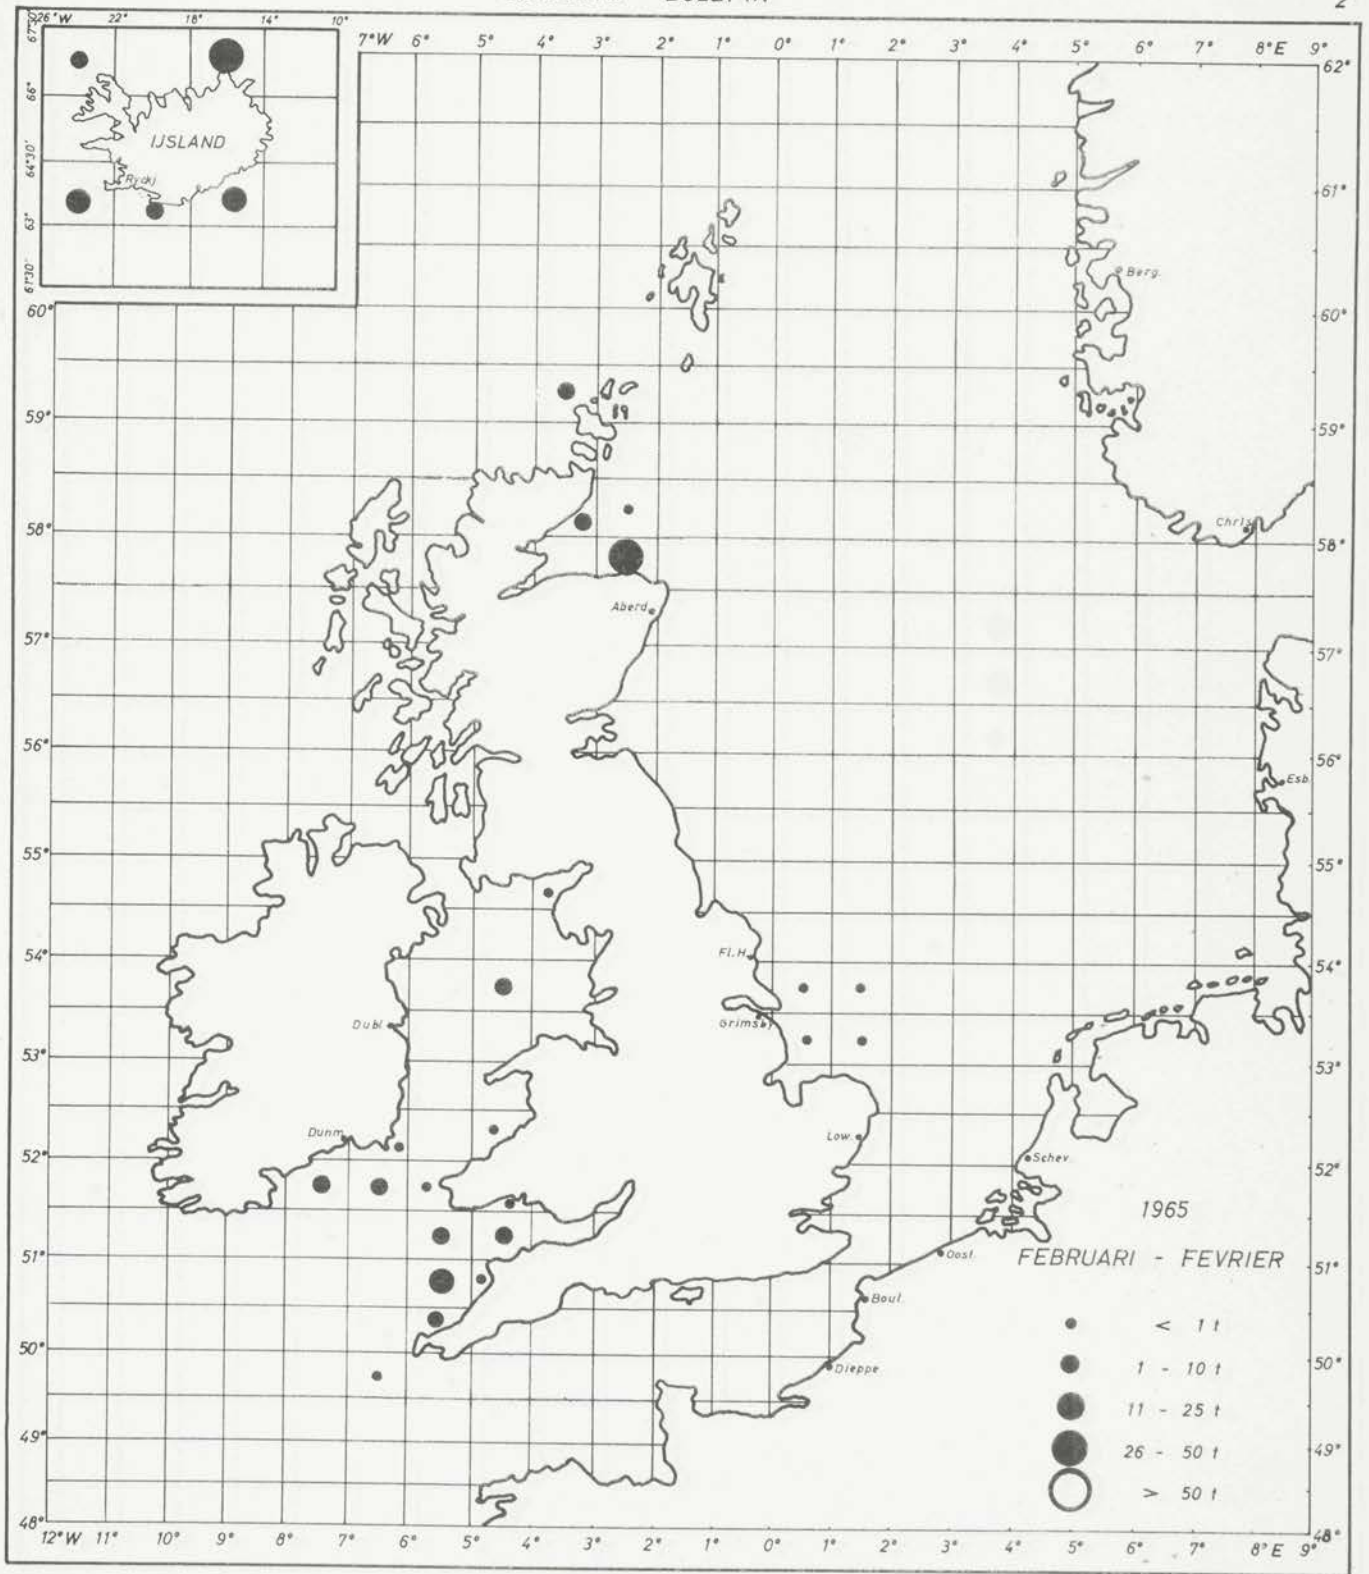 2
26°W 22° 18° 14° 10°
67°30' 66° 64°30' 63° 61°30'
IJSLAND
7°W 6° 5° 4° 3° 2° 1° 0° 1° 2° 3° 4° 5° 6° 7° 8°E 9°
62°
61°
60° 60°
59° 59°
58° 58°
57° 57°
56° 56°
55° 55°
54° 54°
53° 53°
52° 52°
51° 51°
50° 50°
49° 49°
48° 48°
Berg.
Chris
Aberd
Esb
Fl.H
Dubl
Grimsby
Dunm
Low.
Schev.
Oost.
Boul.
Dieppe
1965
FEBRUARI - FEVRIER
< 1 t
1 - 10 t
11 - 25 t
26 - 50 t
> 50 t
12°W 11° 10° 9° 8° 7° 6° 5° 4° 3° 2° 1° 0° 1° 2° 3° 4° 5° 6° 7° 8°E 9°